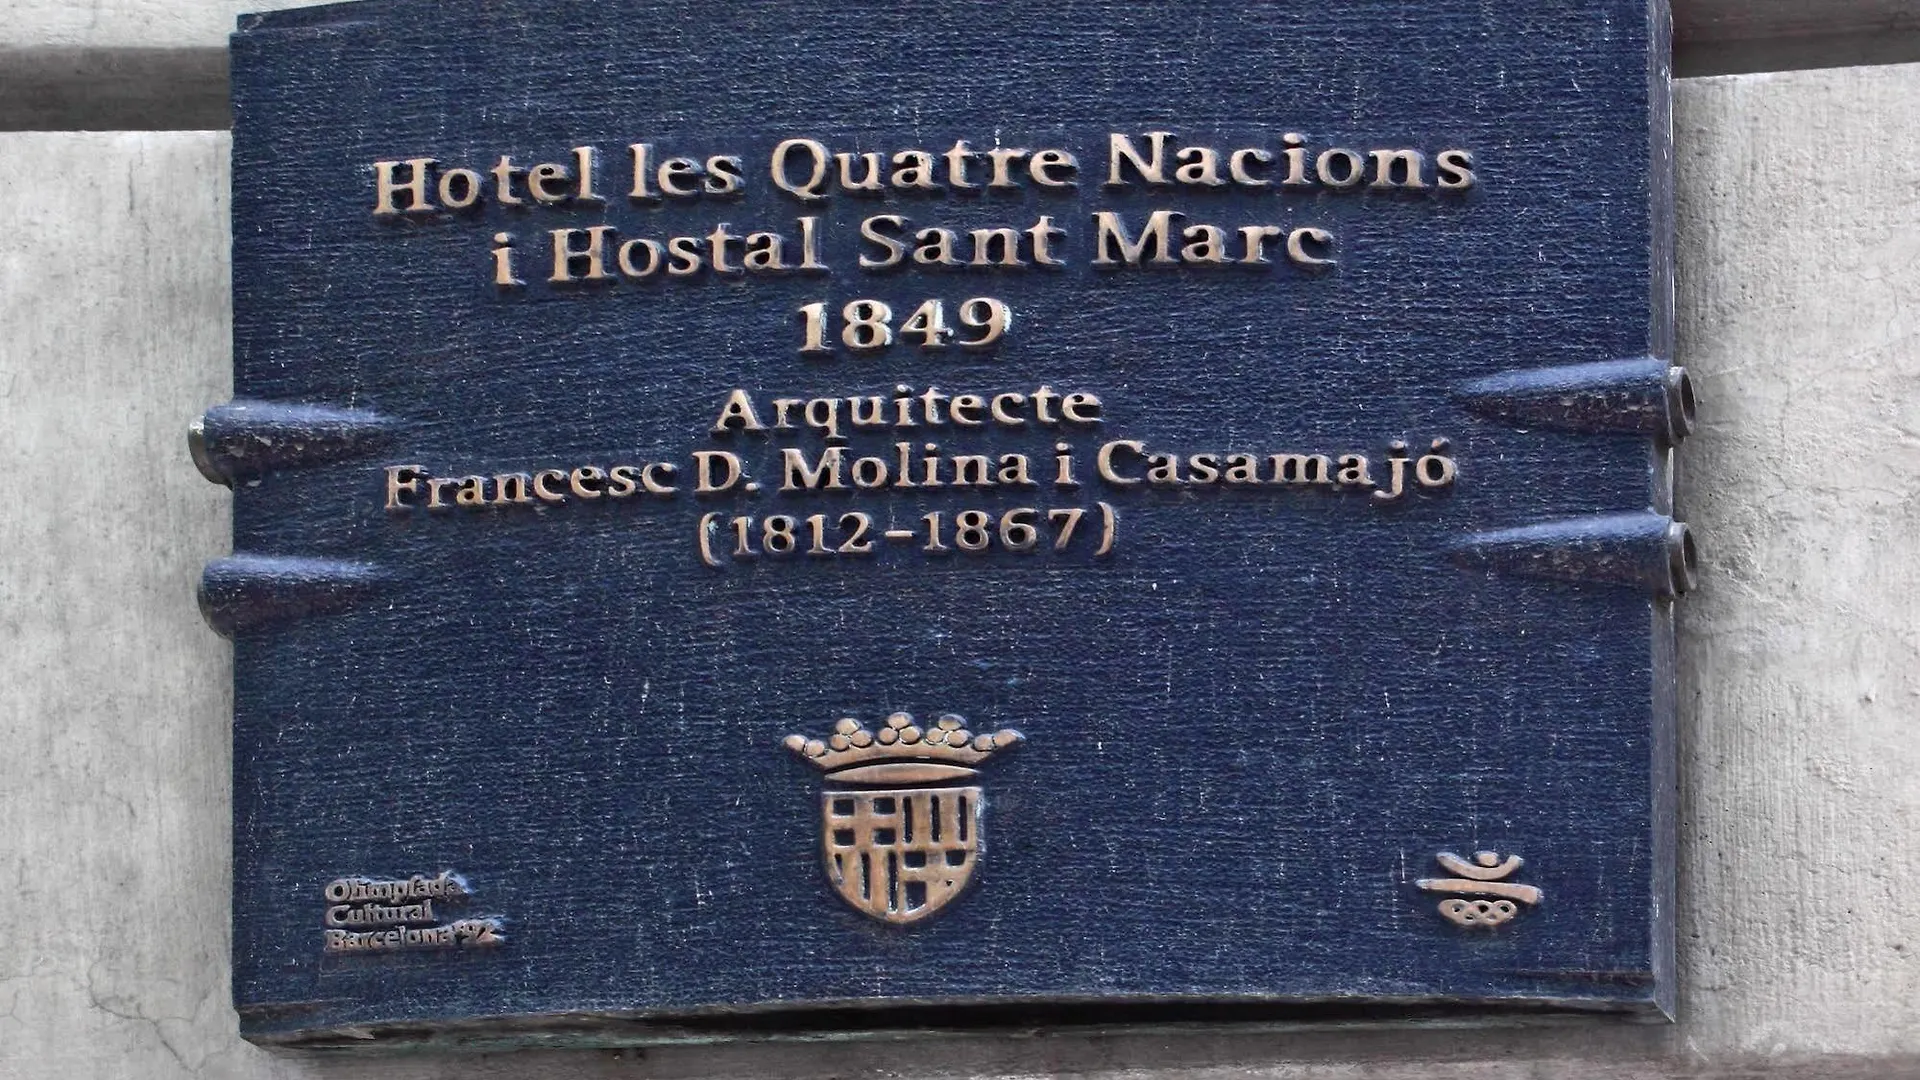 Hotel les Quatre Nacions
i Hostal Sant Marc
1849
Arquitecte
Francesc D. Molina i Casamajó
(1812-1867)
Olimpíada
Cultural
Barcelona'92